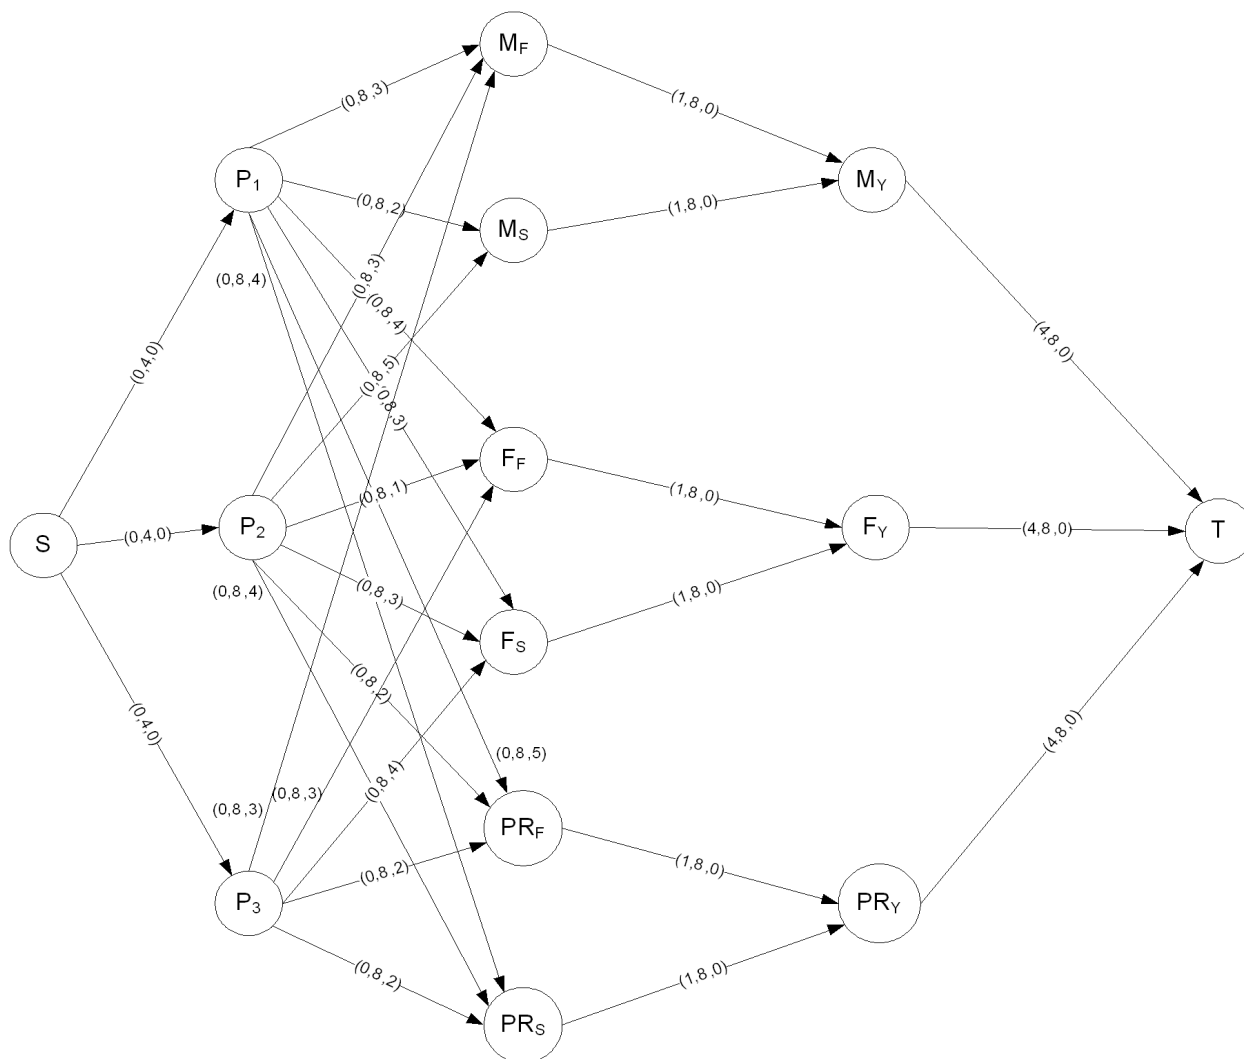 M_F
(0,8,3)
(1,8,0)
P_1
M_Y
(0,8,2)
(1,8,0)
M_S
(0,8,4)
(0,8,3)
(0,8,4)
(0,4,0)
(4,8,0)
(0,8,5)
(0,8,3)
F_F
(0,8,1)
(1,8,0)
S
(0,4,0)
P_2
F_Y
(4,8,0)
T
(0,8,4)
(0,8,3)
(1,8,0)
F_S
(0,8,2)
(0,4,0)
(4,8,0)
(0,8,5)
(0,8,4)
(0,8,3)
(0,8,3)
PR_F
(0,8,2)
(1,8,0)
P_3
PR_Y
(0,8,2)
(1,8,0)
PR_S